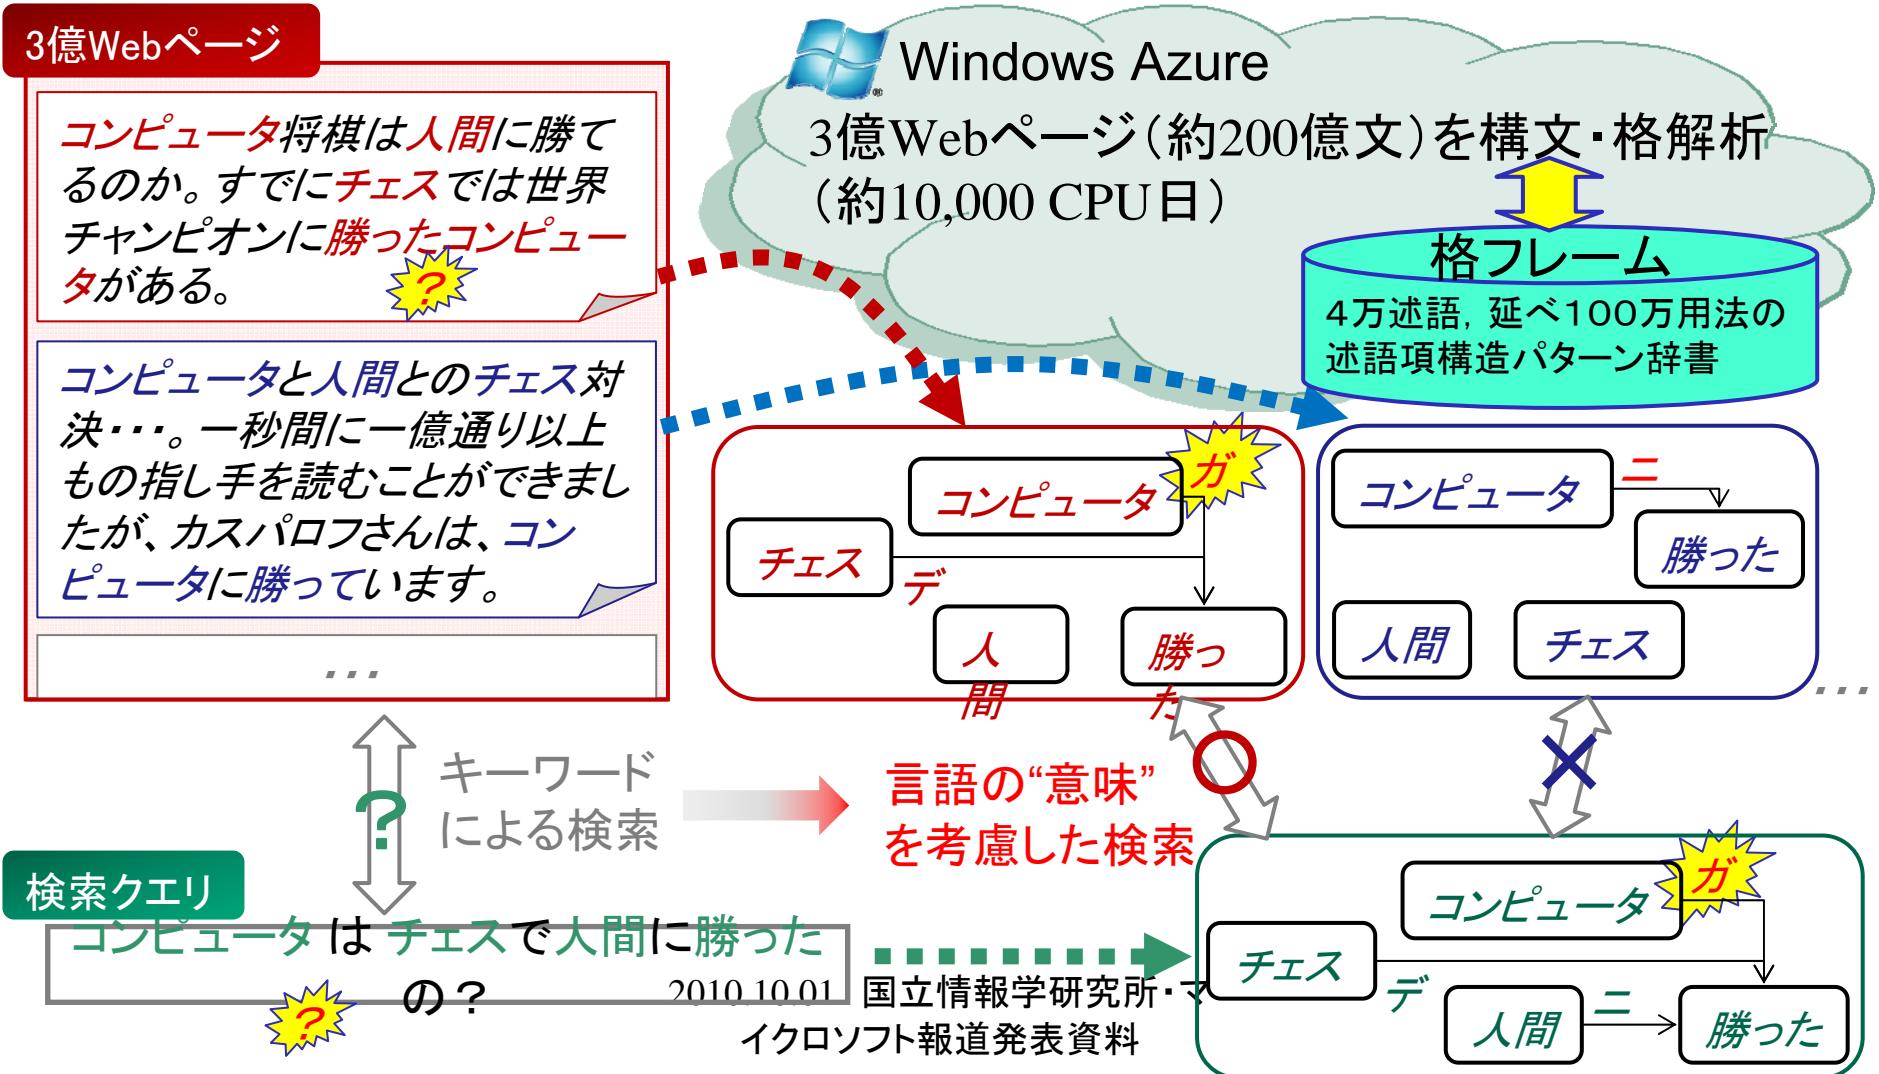 3億Webページ
コンピュータ将棋は人間に勝て
るのか。すでにチェスでは世界
チャンピオンに勝ったコンピュー
タがある。
?
コンピュータと人間とのチェス対
決・・・。一秒間に一億通り以上
もの指し手を読むことができまし
たが、カスパロフさんは、コン
ピュータに勝っています。
...
Windows Azure
3億Webページ（約200億文）を構文・格解析
（約10,000 CPU日）
格フレーム
4万述語，延べ100万用法の
述語項構造パターン辞書
コンピュータ
ガ
チェス
デ
人
間
勝っ
た
コンピュータ
ニ
勝った
人間
チェス
...
?
キーワード
による検索
言語の“意味”
を考慮した検索
検索クエリ
コンピュータ は チェスで人間に勝った
の？
?
2010.10.01
国立情報学研究所・マ
イクロソフト報道発表資料
コンピュータ
ガ
チェス
デ
人間
ニ
勝った